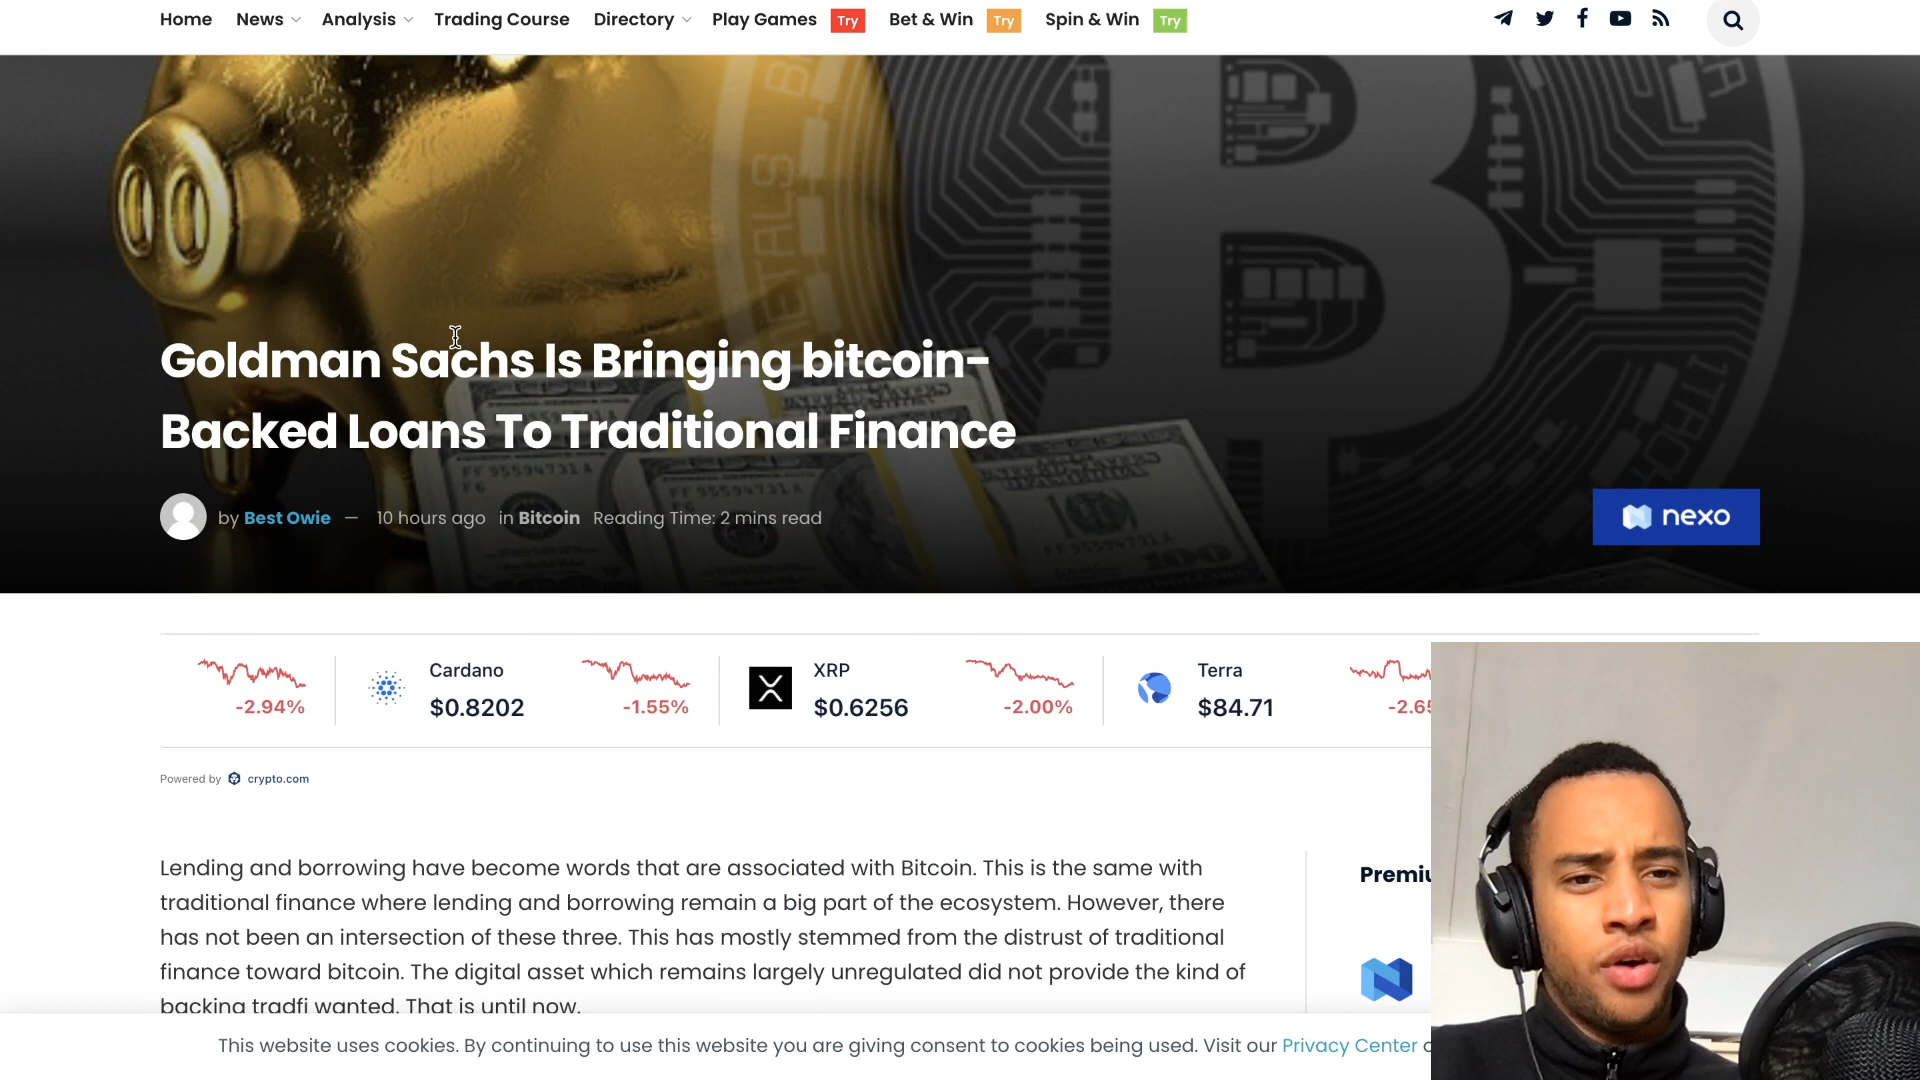 Home News Analysis Trading Course Directory Play Games Try Bet & Win Try Spin & Win Try
Goldman Sachs Is Bringing bitcoin-
Backed Loans To Traditional Finance
by Best Owie — 10 hours ago in Bitcoin Reading Time: 2 mins read
nexo
-2.94%
Cardano
$0.8202
-1.55%
XRP
$0.6256
-2.00%
Terra
$84.71
Powered by crypto.com
Lending and borrowing have become words that are associated with Bitcoin. This is the same with
traditional finance where lending and borrowing remain a big part of the ecosystem. However, there
has not been an intersection of these three. This has mostly stemmed from the distrust of traditional
finance toward bitcoin. The digital asset which remains largely unregulated did not provide the kind of
backing tradfi wanted. That is until now.
This website uses cookies. By continuing to use this website you are giving consent to cookies being used. Visit our Privacy Center